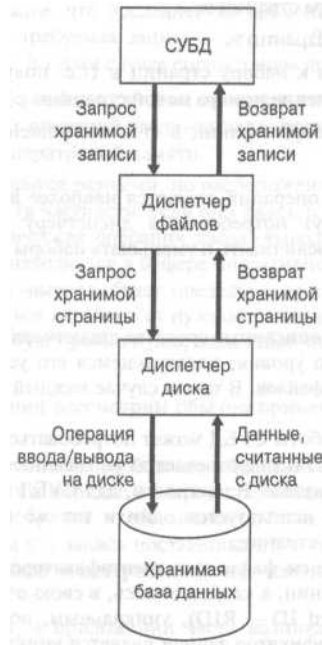 СУБД
Запрос
хранимой
записи
Возврат
хранимой
записи
Диспетчер
файлов
Запрос
хранимой
страницы
Возврат
хранимой
страницы
Диспетчер
диска
Операция
ввода/вывода
на диске
Данные,
считанные
с диска
Хранимая
база данных